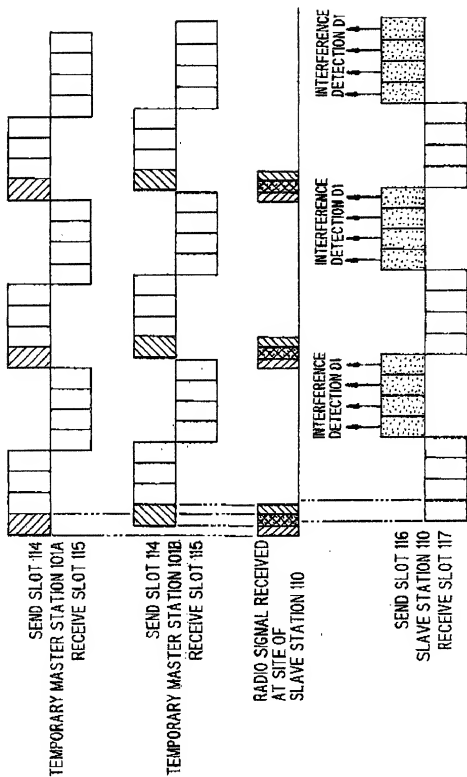 SEND SLOT 114
TEMPORARY MASTER STATION 101A
RECEIVE SLOT 115
SEND SLOT 114
TEMPORARY MASTER STATION 101B
RECEIVE SLOT 115
RADIO SIGNAL RECEIVED
AT SITE OF
SLAVE STATION 110
INTERFERENCE
DETECTION D1
INTERFERENCE
DETECTION D1
INTERFERENCE
DETECTION D1
SEND SLOT 116
SLAVE STATION 110
RECEIVE SLOT 117